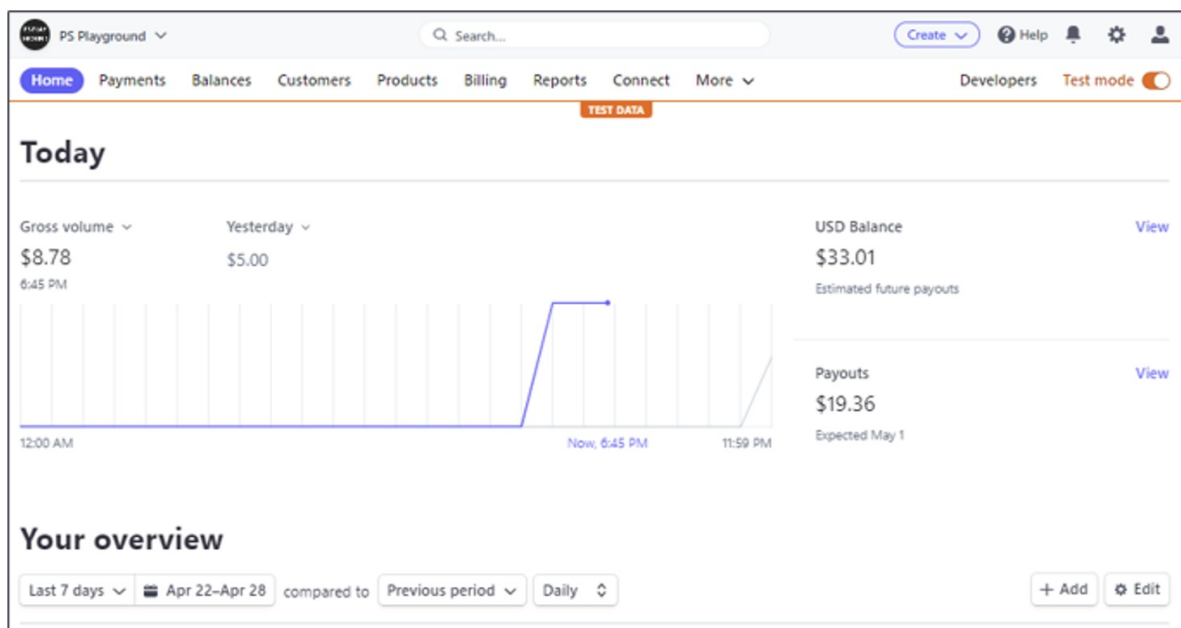 PS Playground
Search...
Create
Help
Home Payments Balances Customers Products Billing Reports Connect More Developers Test mode
TEST DATA
Today
Gross volume Yesterday USD Balance View
$8.78 $5.00 $33.01
6:45 PM Estimated future payouts
Payouts View
$19.36
Expected May 1
12:00 AM Now, 6:45 PM 11:59 PM
Your overview
Last 7 days Apr 22–Apr 28 compared to Previous period Daily + Add Edit